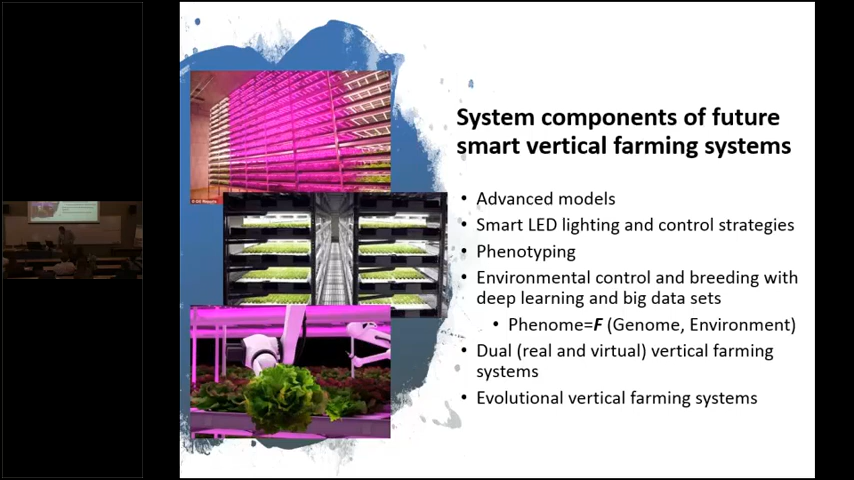 System components of future
smart vertical farming systems
• Advanced models
• Smart LED lighting and control strategies
• Phenotyping
• Environmental control and breeding with
deep learning and big data sets
• Phenome=F (Genome, Environment)
• Dual (real and virtual) vertical farming
systems
• Evolutional vertical farming systems